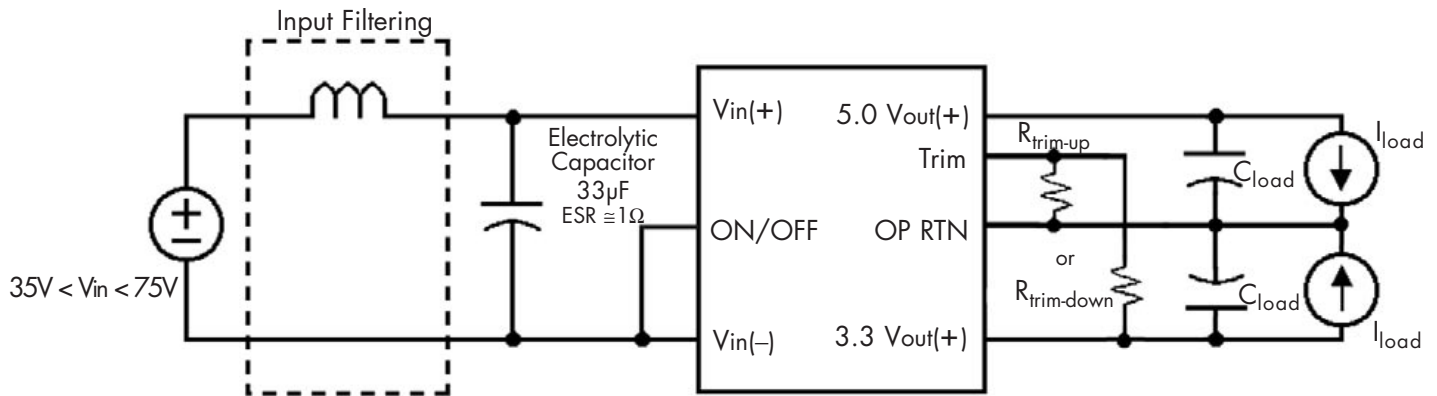 Input Filtering
Vin(+)
5.0 Vout(+)
Electrolytic
Capacitor
33µF
ESR ≅1Ω
Trim
Rtrim-up
Cload
Iload
ON/OFF
OP RTN
or
Rtrim-down
Cload
Iload
35V < Vin < 75V
Vin(–)
3.3 Vout(+)